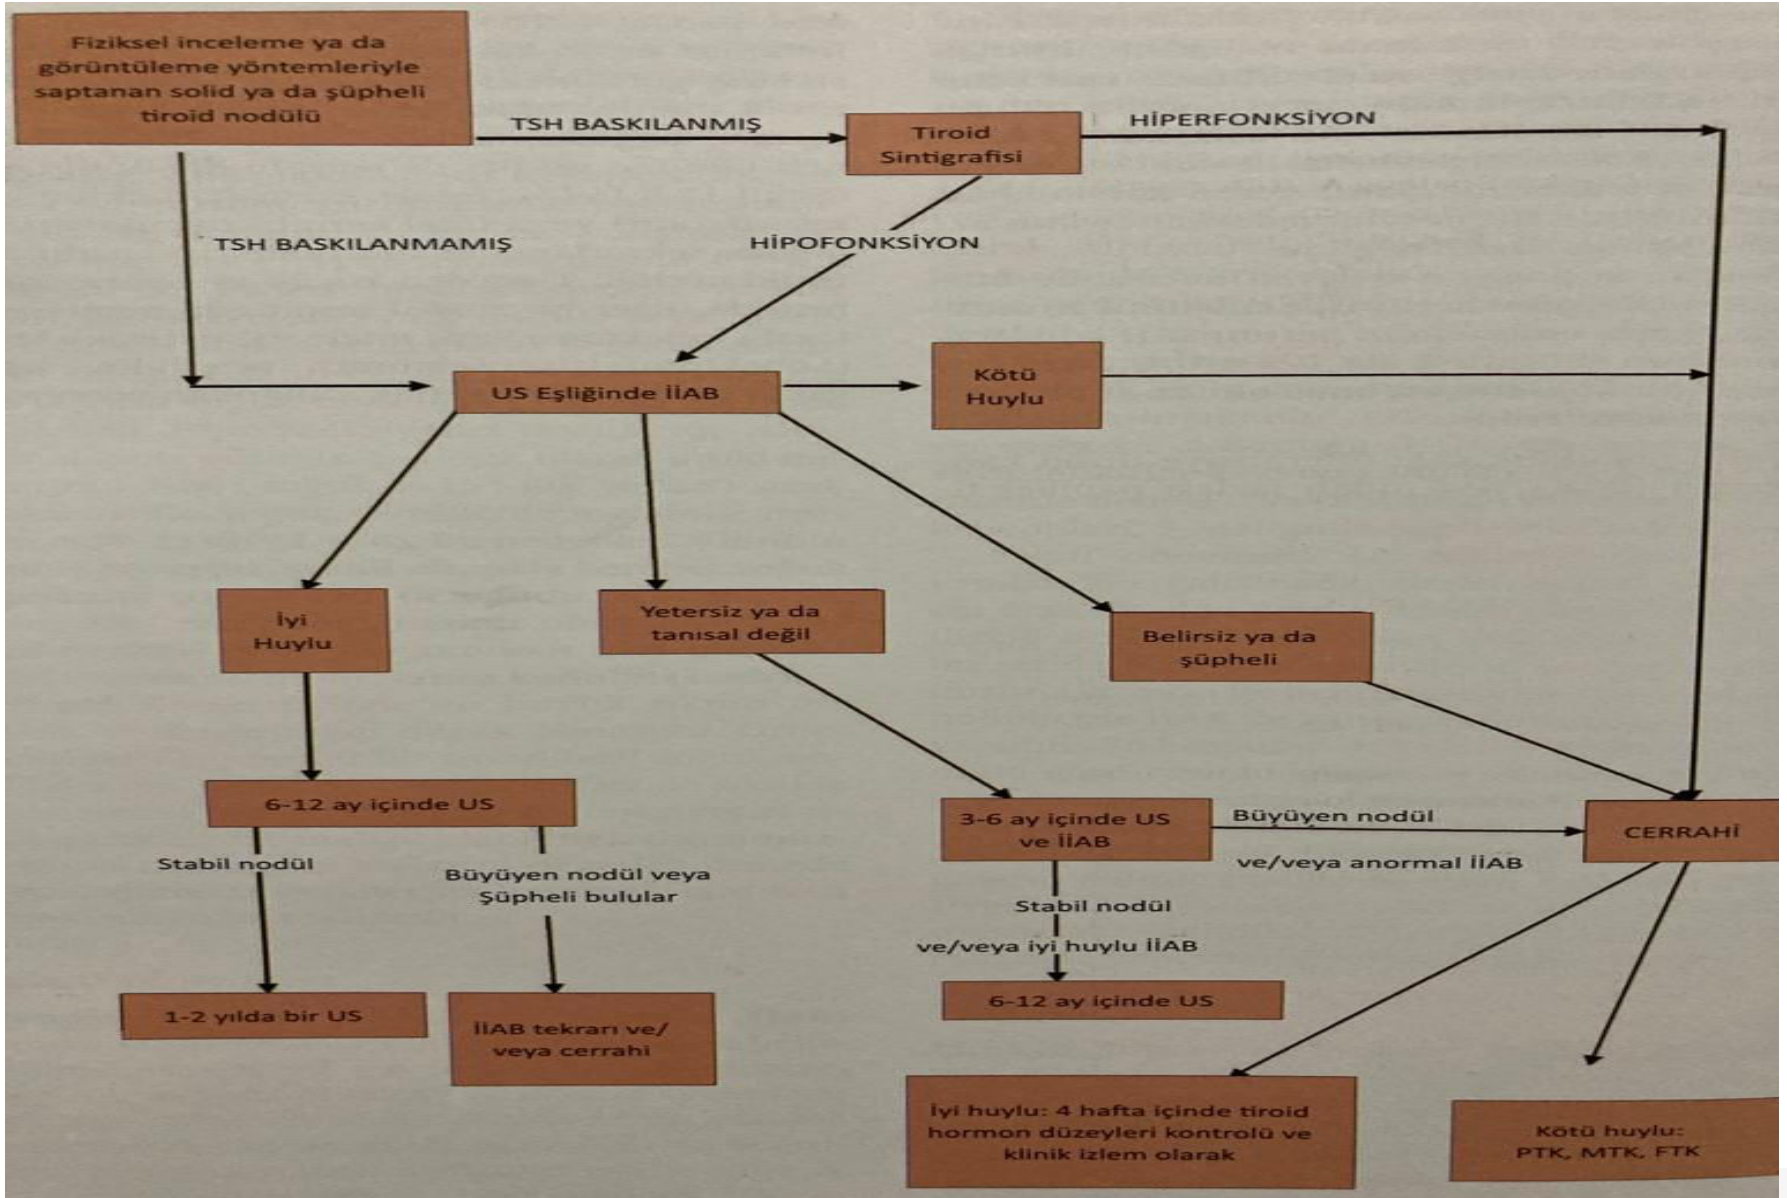 Fiziksel inceleme ya da
görüntüleme yöntemleriyle
saptanan solid ya da şüpheli
tiroid nodülü
TSH BASKILANMIŞ
Tiroid
Sintigrafisi
HİPERFONKSİYON
TSH BASKILANMAMIŞ
HİPOFONKSİYON
US Eşliğinde İİAB
Kötü
Huylu
İyi
Huylu
Yetersiz ya da
tanısal değil
Belirsiz ya da
şüpheli
6-12 ay içinde US
3-6 ay içinde US
ve İİAB
Büyüyen nodül
ve/veya anormal İİAB
CERRAHİ
Stabil nodül
Büyüyen nodül veya
Şüpheli bulular
Stabil nodül
ve/veya iyi huylu İİAB
1-2 yılda bir US
İİAB tekrarı ve/
veya cerrahi
6-12 ay içinde US
İyi huylu: 4 hafta içinde tiroid
hormon düzeyleri kontrolü ve
klinik izlem olarak
Kötü huylu:
PTK, MTK, FTK